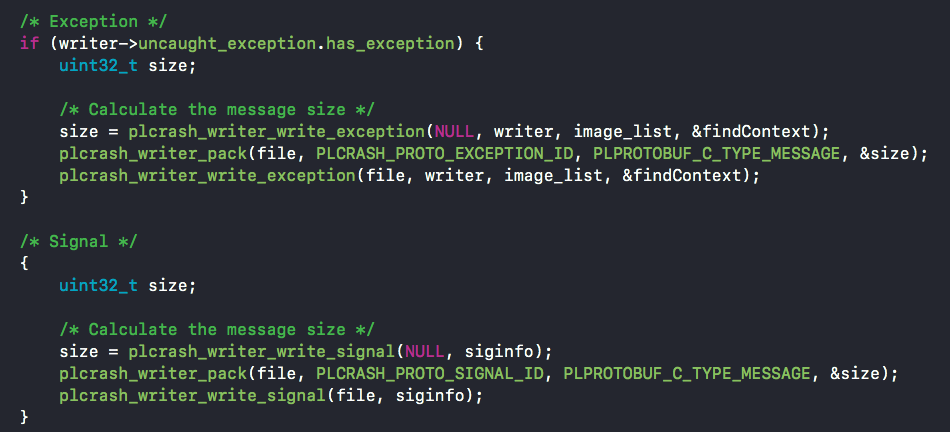 /* Exception */
if (writer->uncaught_exception.has_exception) {
    uint32_t size;

    /* Calculate the message size */
    size = plcrash_writer_write_exception(NULL, writer, image_list, &findContext);
    plcrash_writer_pack(file, PLCRASH_PROTO_EXCEPTION_ID, PLPROTOBUF_C_TYPE_MESSAGE, &size);
    plcrash_writer_write_exception(file, writer, image_list, &findContext);
}

/* Signal */
{
    uint32_t size;

    /* Calculate the message size */
    size = plcrash_writer_write_signal(NULL, siginfo);
    plcrash_writer_pack(file, PLCRASH_PROTO_SIGNAL_ID, PLPROTOBUF_C_TYPE_MESSAGE, &size);
    plcrash_writer_write_signal(file, siginfo);
}